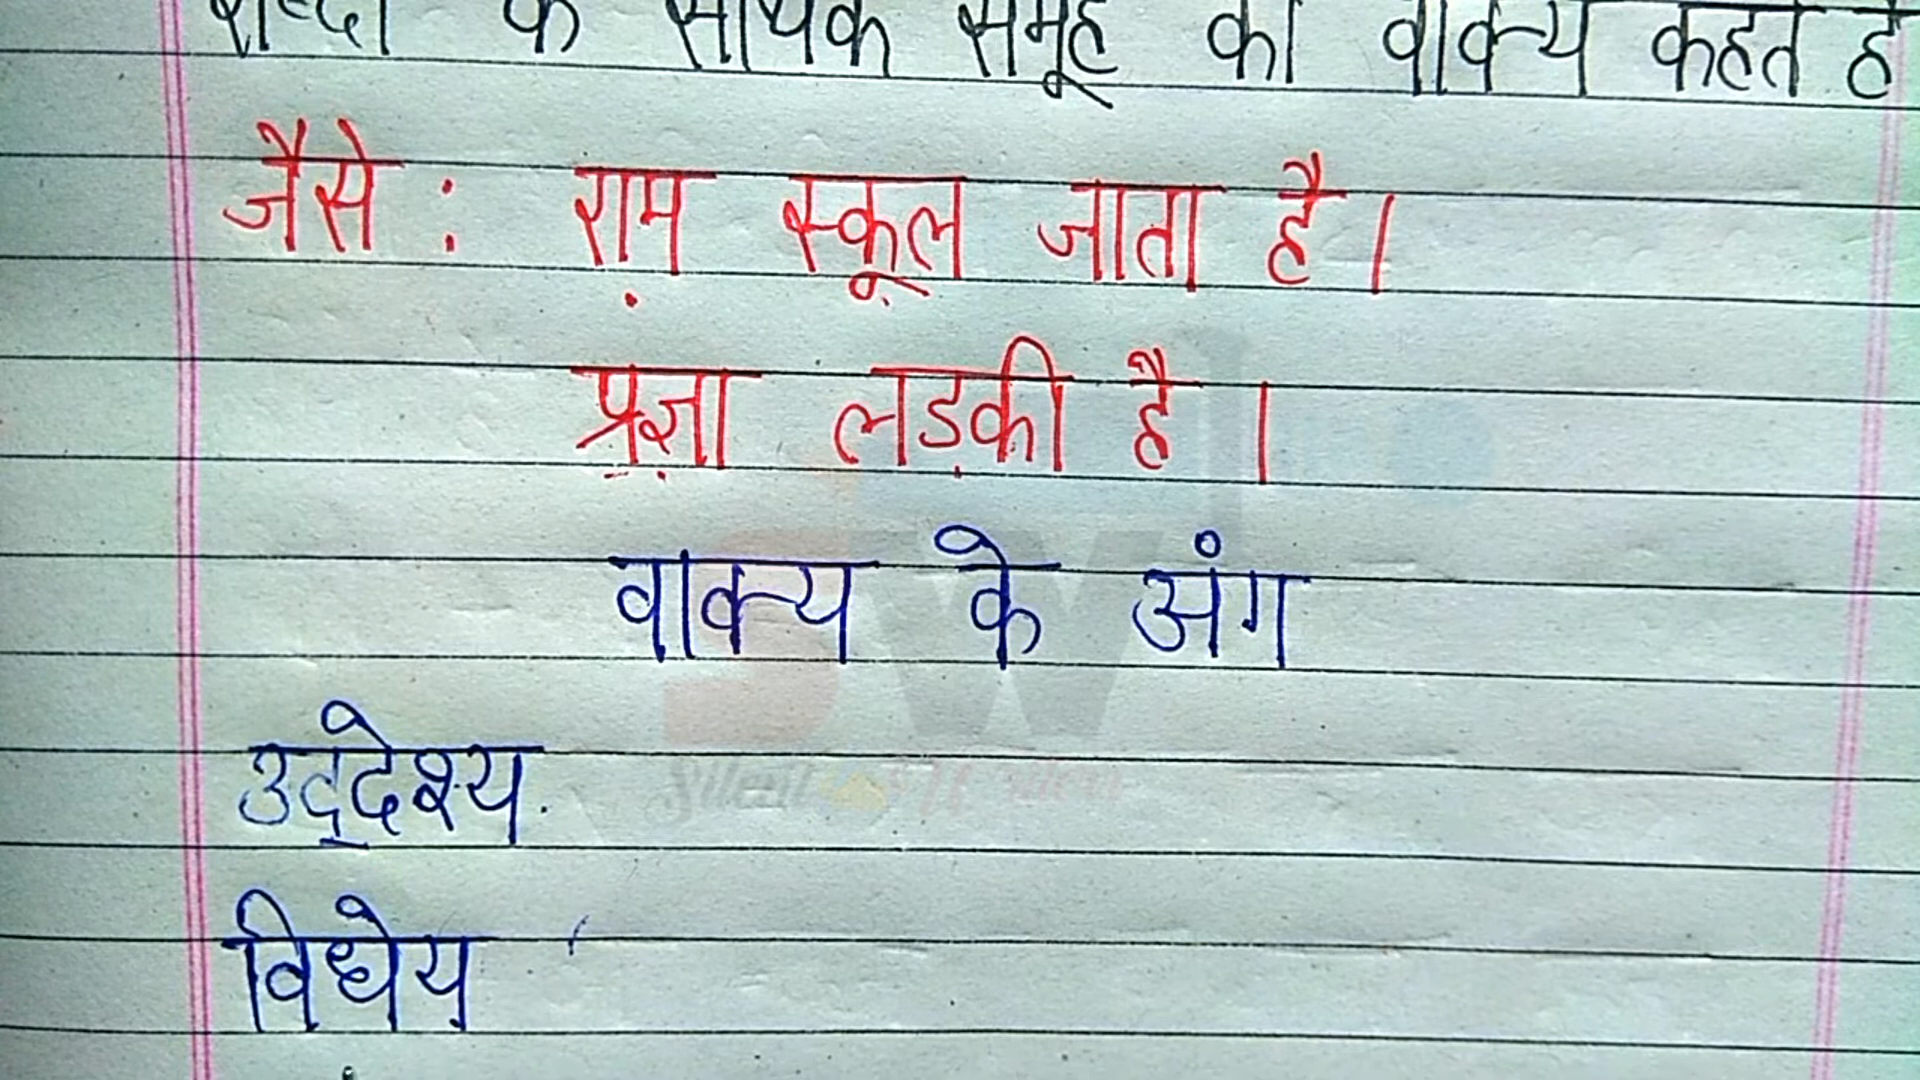 शब्दों के सार्थक समूह को वाक्य कहते हैं
जैसे : राम स्कूल जाता है।
प्रज्ञा लड़की है।
वाक्य के अंग
उद्देश्य
विधेय